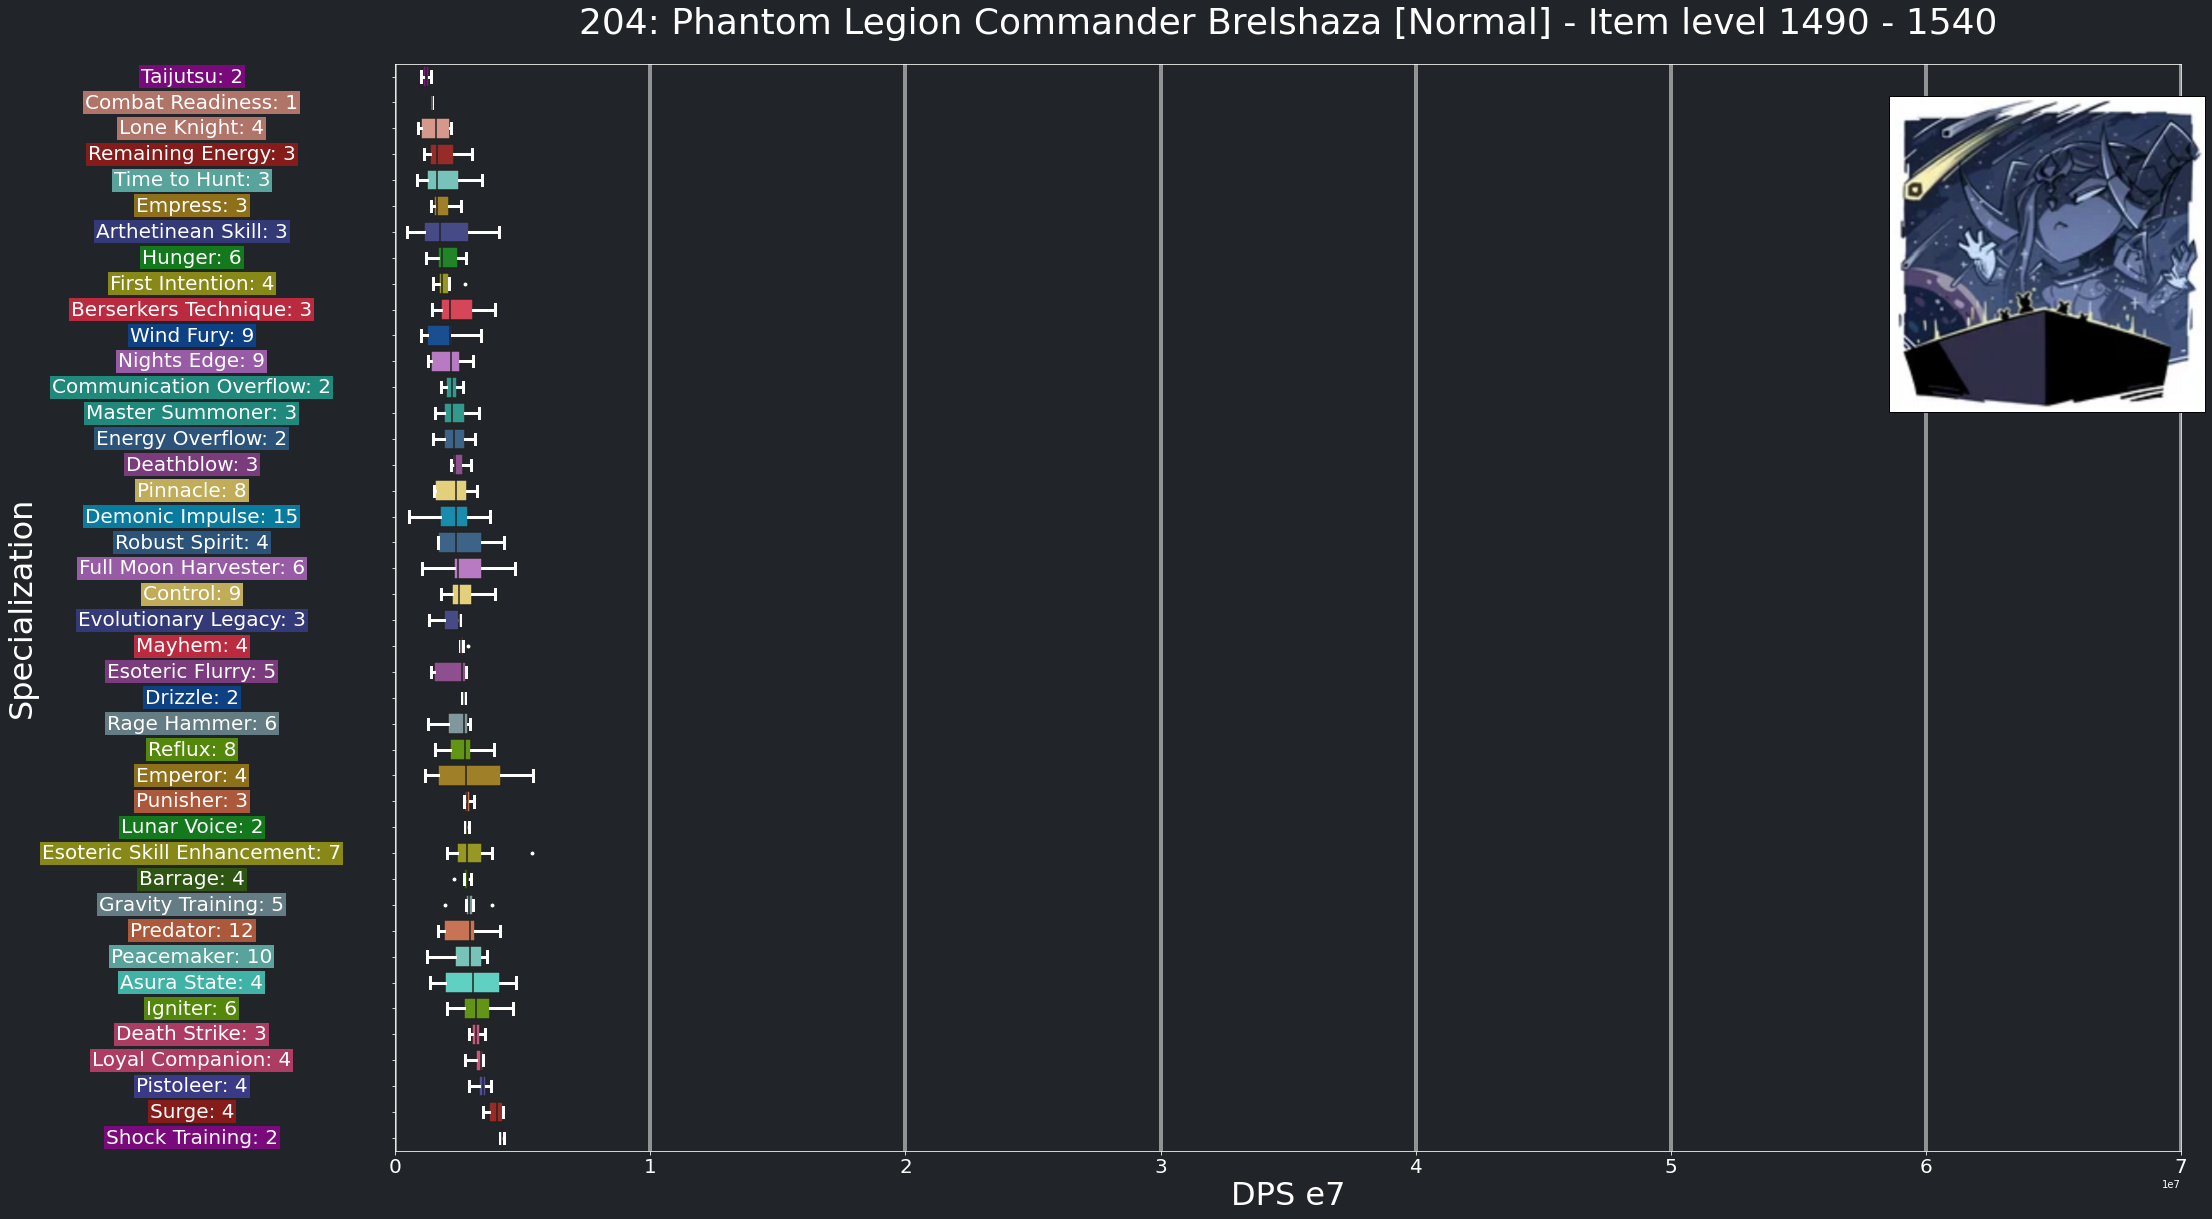 204: Phantom Legion Commander Brelshaza [Normal] - Item level 1490 - 1540
Specialization
Taijutsu: 2
Combat Readiness: 1
Lone Knight: 4
Remaining Energy: 3
Time to Hunt: 3
Empress: 3
Arthetinean Skill: 3
Hunger: 6
First Intention: 4
Berserkers Technique: 3
Wind Fury: 9
Nights Edge: 9
Communication Overflow: 2
Master Summoner: 3
Energy Overflow: 2
Deathblow: 3
Pinnacle: 8
Demonic Impulse: 15
Robust Spirit: 4
Full Moon Harvester: 6
Control: 9
Evolutionary Legacy: 3
Mayhem: 4
Esoteric Flurry: 5
Drizzle: 2
Rage Hammer: 6
Reflux: 8
Emperor: 4
Punisher: 3
Lunar Voice: 2
Esoteric Skill Enhancement: 7
Barrage: 4
Gravity Training: 5
Predator: 12
Peacemaker: 10
Asura State: 4
Igniter: 6
Death Strike: 3
Loyal Companion: 4
Pistoleer: 4
Surge: 4
Shock Training: 2
0 1 2 3 4 5 6 7
1e7
DPS e7